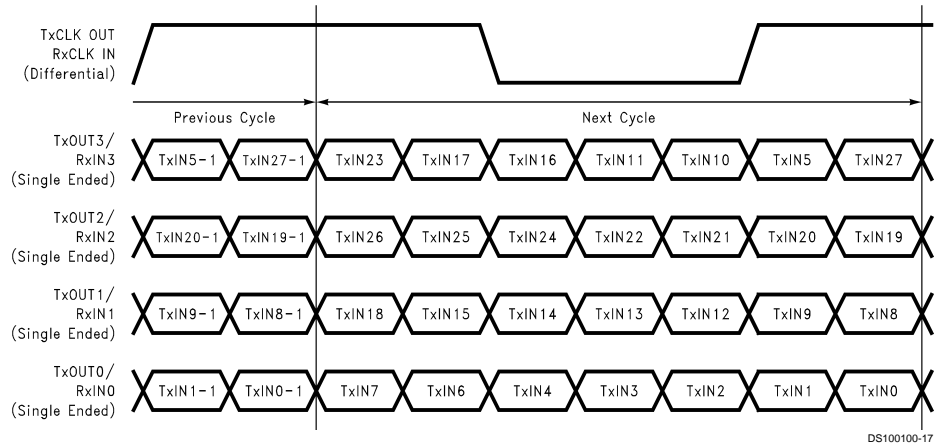 TxCLK OUT
RxCLK IN
(Differential)
Previous Cycle
Next Cycle
TxOUT3/
RxIN3
(Single Ended)
TxIN5-1 TxIN27-1 TxIN23 TxIN17 TxIN16 TxIN11 TxIN10 TxIN5 TxIN27
TxOUT2/
RxIN2
(Single Ended)
TxIN20-1 TxIN19-1 TxIN26 TxIN25 TxIN24 TxIN22 TxIN21 TxIN20 TxIN19
TxOUT1/
RxIN1
(Single Ended)
TxIN9-1 TxIN8-1 TxIN18 TxIN15 TxIN14 TxIN13 TxIN12 TxIN9 TxIN8
TxOUT0/
RxIN0
(Single Ended)
TxIN1-1 TxIN0-1 TxIN7 TxIN6 TxIN4 TxIN3 TxIN2 TxIN1 TxIN0
DS100100-17